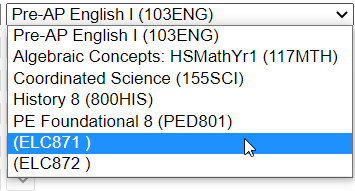 Pre-AP English I (103ENG)
Pre-AP English I (103ENG)
Algebraic Concepts: HSMathYr1 (117MTH)
Coordinated Science (155SCI)
History 8 (800HIS)
PE Foundational 8 (PED801)
(ELC871 )
(ELC872 )